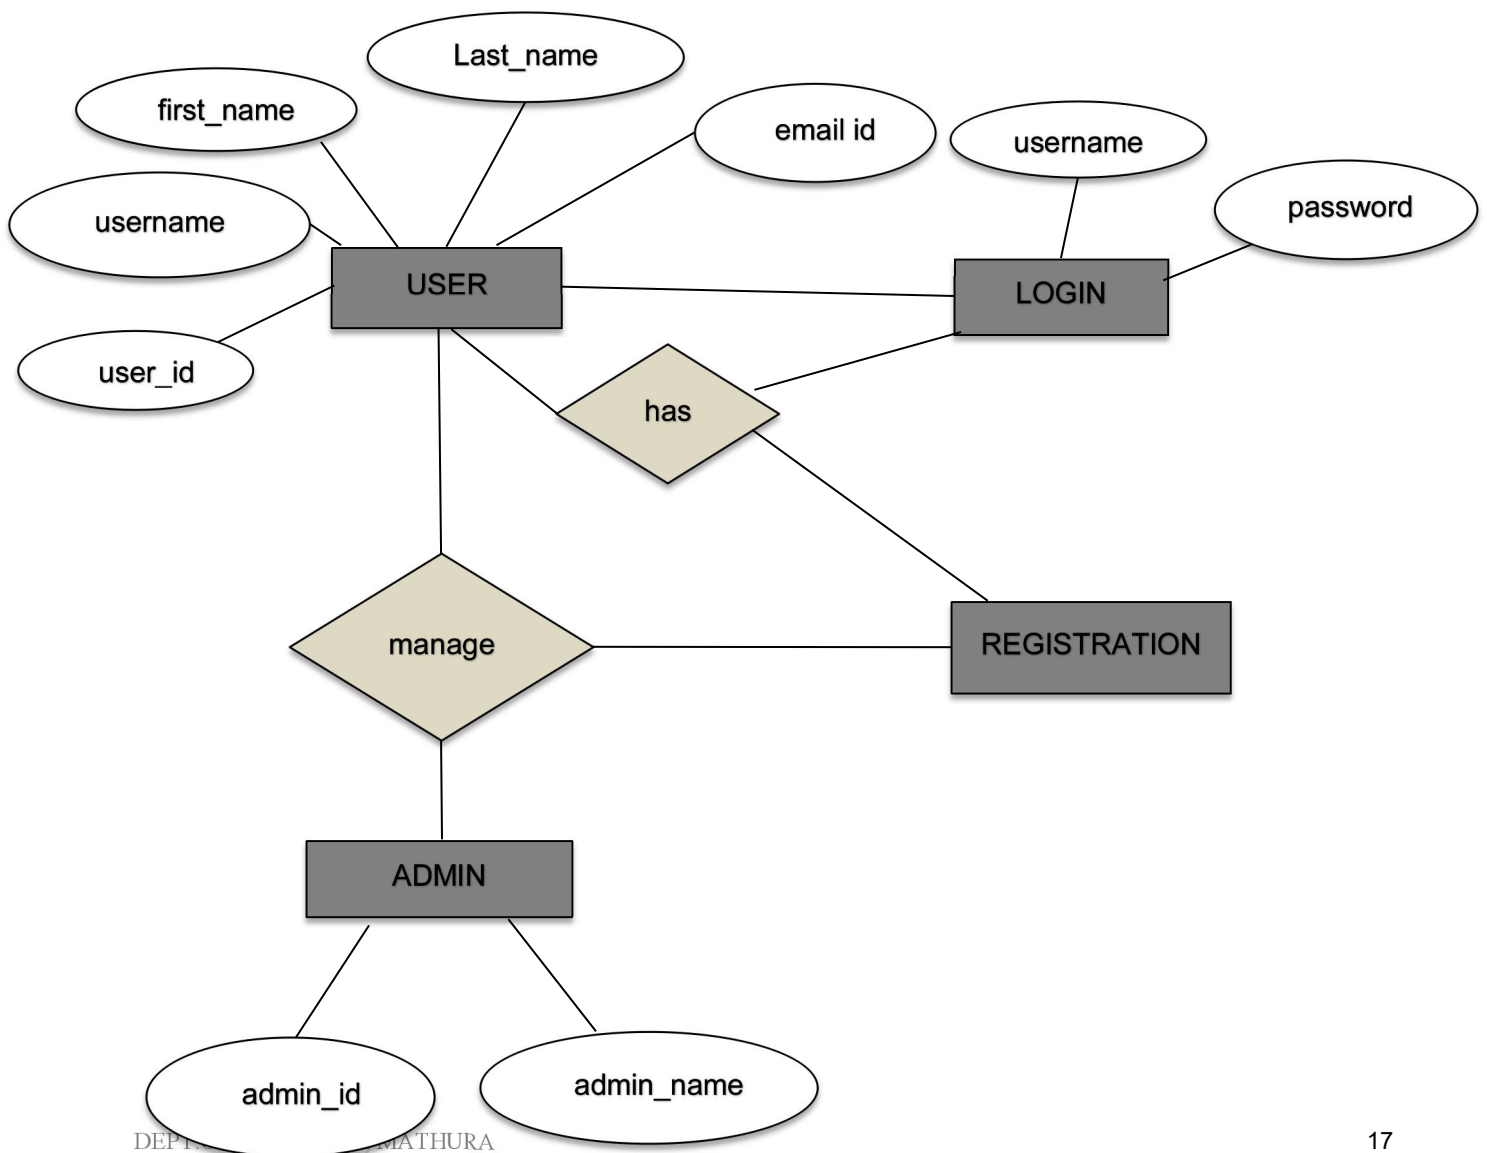 Last_name
first_name
email id
username
password
username
USER
LOGIN
user_id
has
manage
REGISTRATION
ADMIN
admin_id
admin_name
MATHURA
17